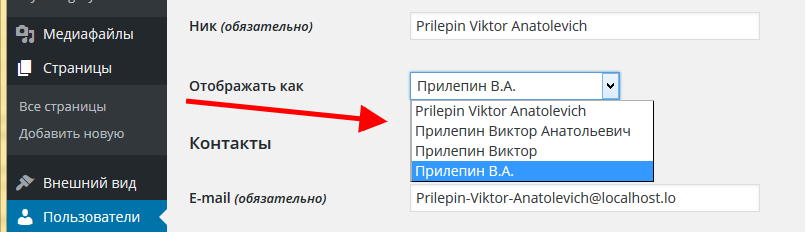 Медиафайлы
Страницы
Все страницы
Добавить новую
Внешний вид
Пользователи
Ник (обязательно)
Prilepin Viktor Anatolevich
Отображать как
Прилепин В.А.
Prilepin Viktor Anatolevich
Прилепин Виктор Анатольевич
Прилепин Виктор
Прилепин В.А.
Контакты
E-mail (обязательно)
Prilepin-Viktor-Anatolevich@localhost.lo